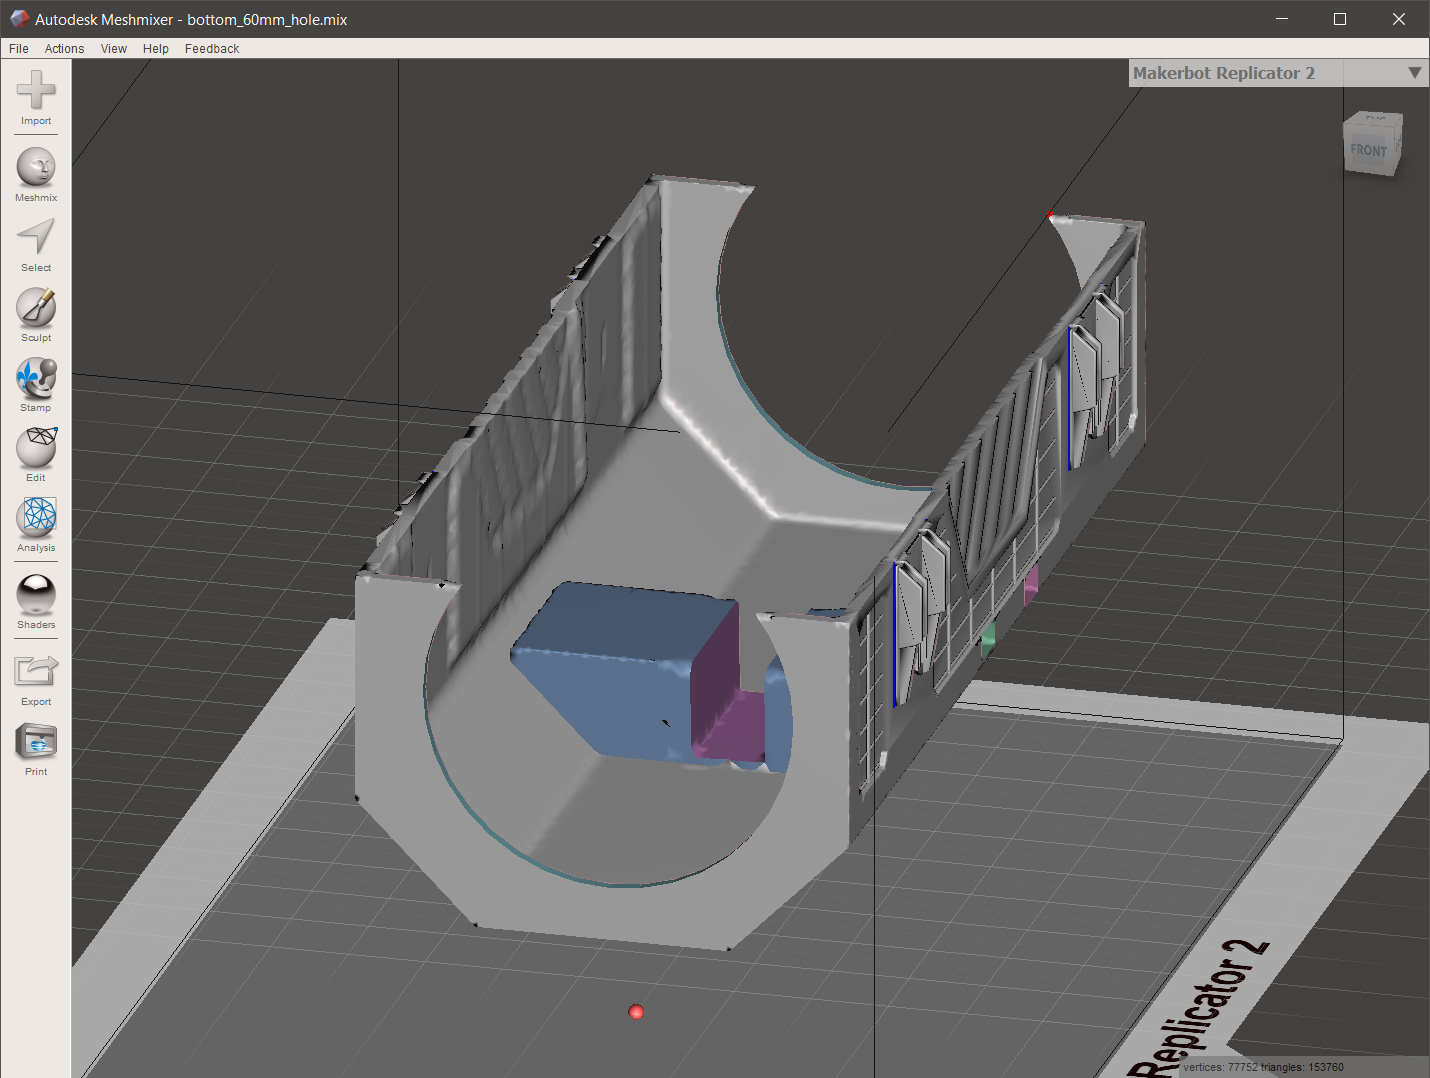 Autodesk Meshmixer - bottom_60mm_hole.mix
File Actions View Help Feedback
Makerbot Replicator 2
Import
Meshmix
Select
Sculpt
Stamp
Edit
Analysis
Shaders
Export
Print
TOP
FRONT
Replicator 2
vertices: 77752 triangles: 153760